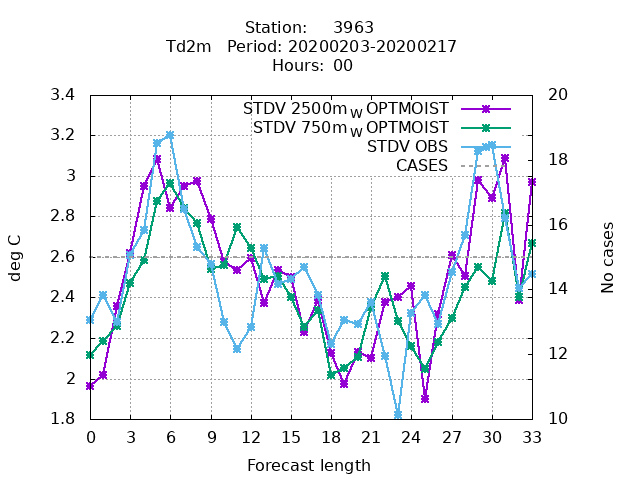 Station: 3963
Td2m Period: 20200203-20200217
Hours: 00
STDV 2500m_W OPTMOIST
STDV 750m_W OPTMOIST
STDV OBS
CASES
deg C
3.4
3.2
3
2.8
2.6
2.4
2.2
2
1.8
20
18
16
14
12
10
No cases
0 3 6 9 12 15 18 21 24 27 30 33
Forecast length